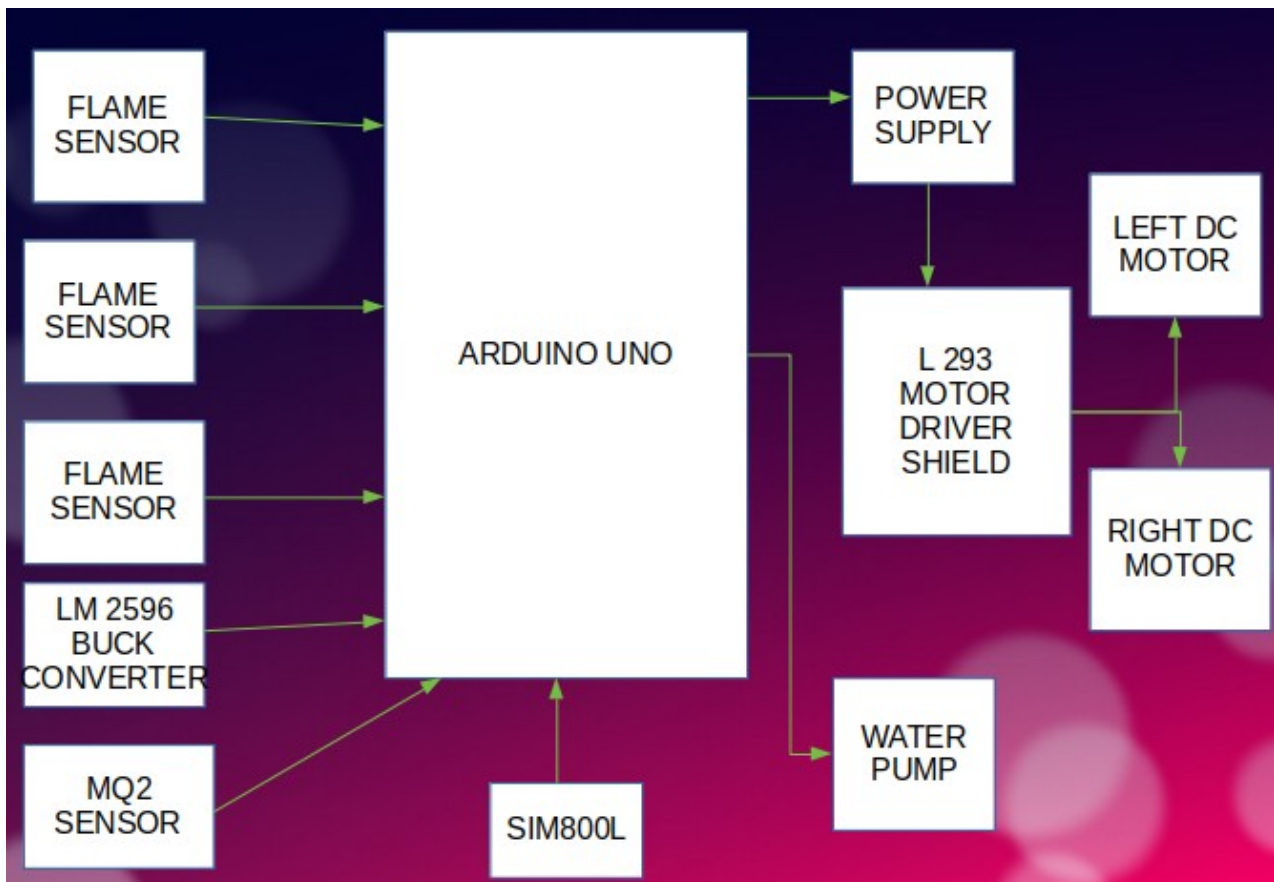 FLAME
SENSOR
FLAME
SENSOR
FLAME
SENSOR
LM 2596
BUCK
CONVERTER
MQ2
SENSOR
ARDUINO UNO
SIM800L
POWER
SUPPLY
L 293
MOTOR
DRIVER
SHIELD
LEFT DC
MOTOR
RIGHT DC
MOTOR
WATER
PUMP